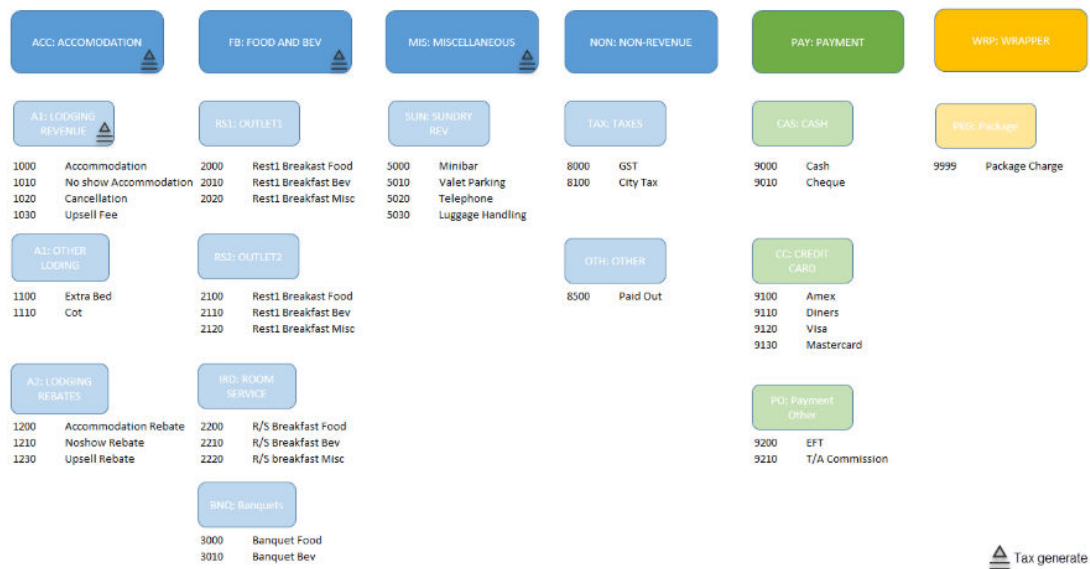 ACC: ACCOMODATION
FB: FOOD AND BEV
MIS: MISCELLANEOUS
NON: NON-REVENUE
PAY: PAYMENT
WRP: WRAPPER
A1: LODGING
REVENUE
1000 Accommodation
1010 No show Accommodation
1020 Cancellation
1030 Upsell Fee
A1: OTHER
LODING
1100 Extra Bed
1110 Cot
A2: LODGING
REBATES
1200 Accommodation Rebate
1210 Noshow Rebate
1230 Upsell Rebate
RS1: OUTLET1
2000 Rest1 Breakast Food
2010 Rest1 Breakfast Bev
2020 Rest1 Breakfast Misc
RS2: OUTLET2
2100 Rest1 Breakast Food
2110 Rest1 Breakfast Bev
2120 Rest1 Breakfast Misc
IRD: ROOM
SERVICE
2200 R/S Breakfast Food
2210 R/S Breakfast Bev
2220 R/S breakfast Misc
BNQ: Banquets
3000 Banquet Food
3010 Banquet Bev
SUN: SUNDRY
REV
5000 Minibar
5010 Valet Parking
5020 Telephone
5030 Luggage Handling
TAX: TAXES
8000 GST
8100 City Tax
OTH: OTHER
8500 Paid Out
CAS: CASH
9000 Cash
9010 Cheque
CC: CREDIT
CARD
9100 Amex
9110 Diners
9120 Visa
9130 Mastercard
PO: Payment
Other
9200 EFT
9210 T/A Commission
PKG: Package
9999 Package Charge
Tax generate